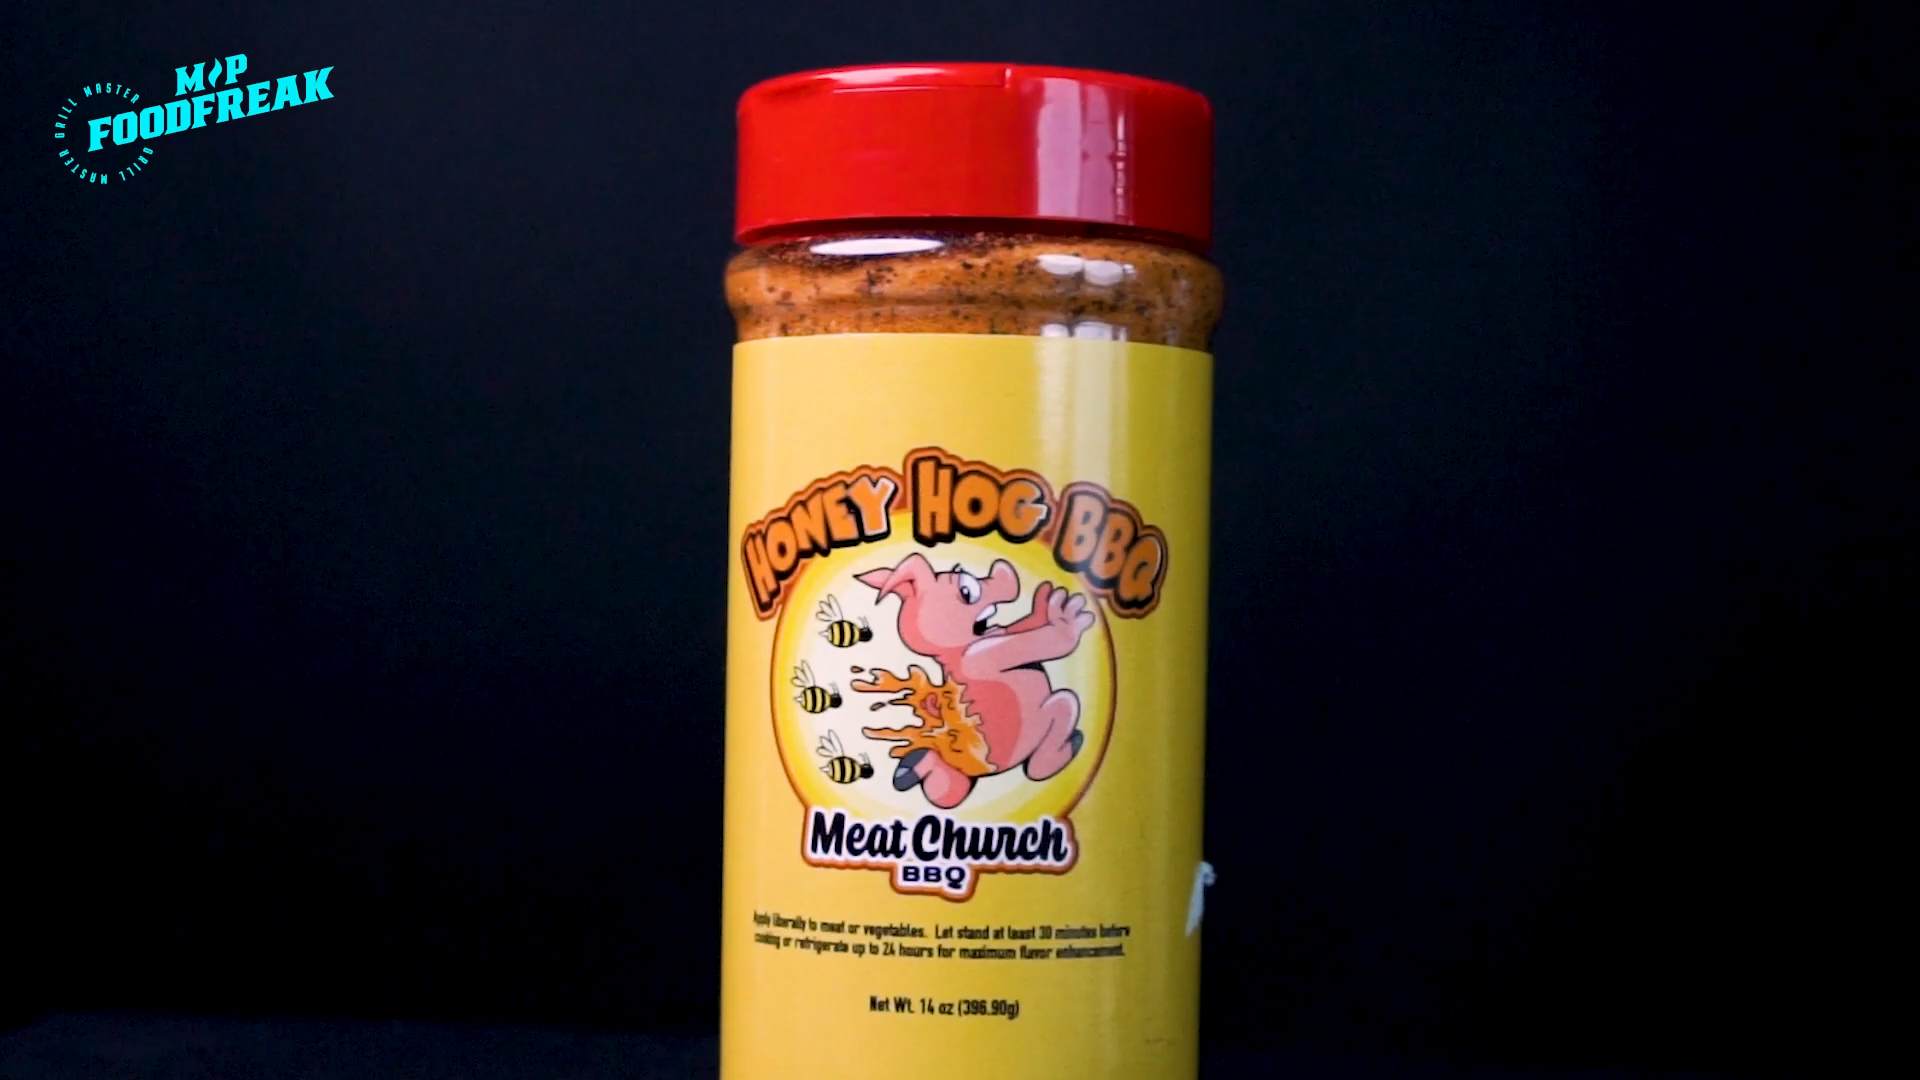 M P
FOODFREAK
GRILL MASTER GRILL MASTER
HONEY HOG BBQ
Meat Church
BBQ
Apply liberally to meat or vegetables. Let stand at least 30 minutes before
cooking or refrigerate up to 24 hours for maximum flavor enhancement.
Net Wt. 14 oz (396.90g)